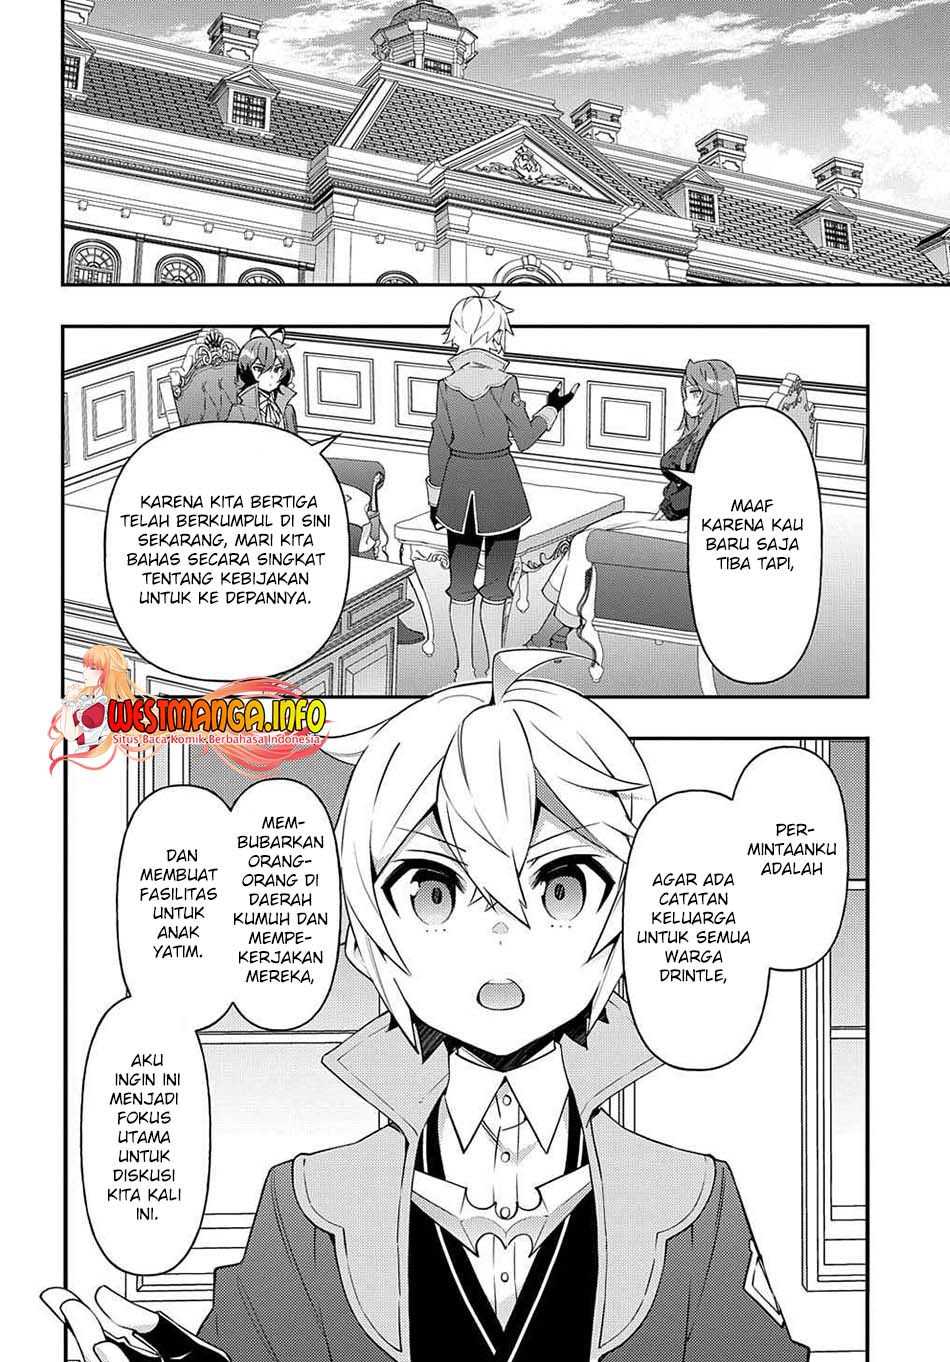 MAAF
KARENA KAU
BARU SAJA
TIBA TAPI,
KARENA KITA BERTIGA
TELAH BERKUMPUL DI SINI
SEKARANG, MARI KITA
BAHAS SECARA SINGKAT
TENTANG KEBIJAKAN
UNTUK KE DEPANNYA.
WESTMANGA.INFO
Situs Baca Komik Berbahasa Indonesia
PER-
MINTAANKU
ADALAH
AGAR ADA
CATATAN
KELUARGA
UNTUK SEMUA
WARGA
DRINTLE,
MEM-
BUBARKAN
ORANG-
ORANG DI
DAERAH
KUMUH DAN
MEMPE-
KERJAKAN
MEREKA,
DAN
MEMBUAT
FASILITAS
UNTUK
ANAK
YATIM.
AKU
INGIN INI
MENJADI
FOKUS
UTAMA
UNTUK
DISKUSI
KITA KALI
INI.